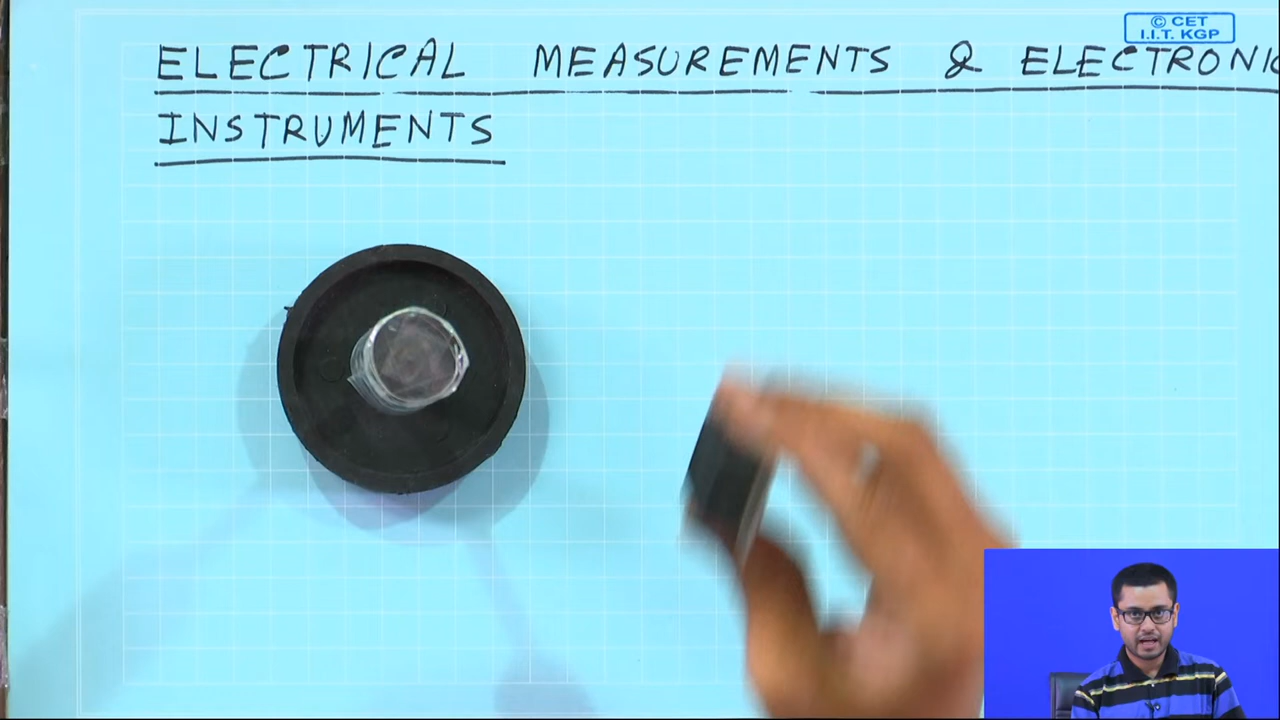 © CET
I.I.T. KGP
ELECTRICAL MEASUREMENTS & ELECTRONIC
INSTRUMENTS